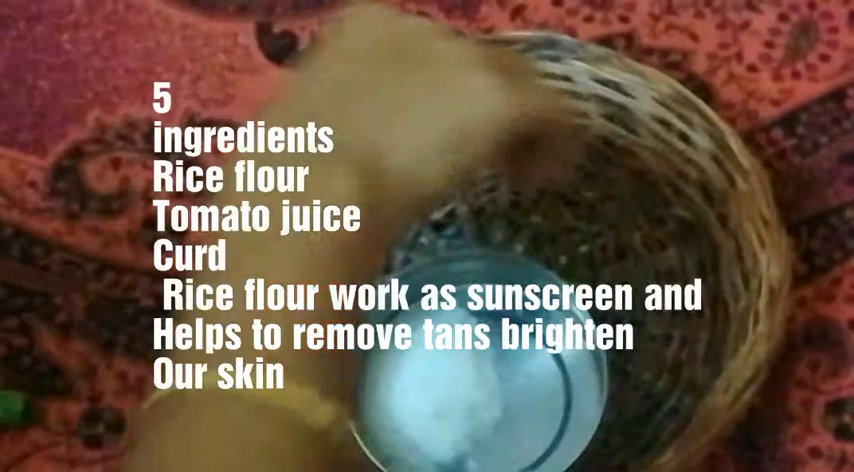 5
ingredients
Rice flour
Tomato juice
Curd
Rice flour work as sunscreen and
Helps to remove tans brighten
Our skin